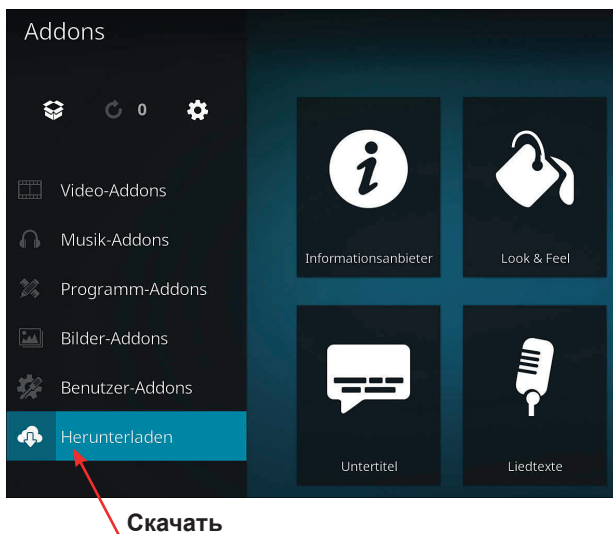 Addons
0
Video-Addons
Musik-Addons
Programm-Addons
Bilder-Addons
Benutzer-Addons
Herunterladen
Informationsanbieter
Look & Feel
Untertitel
Liedtexte
Скачать